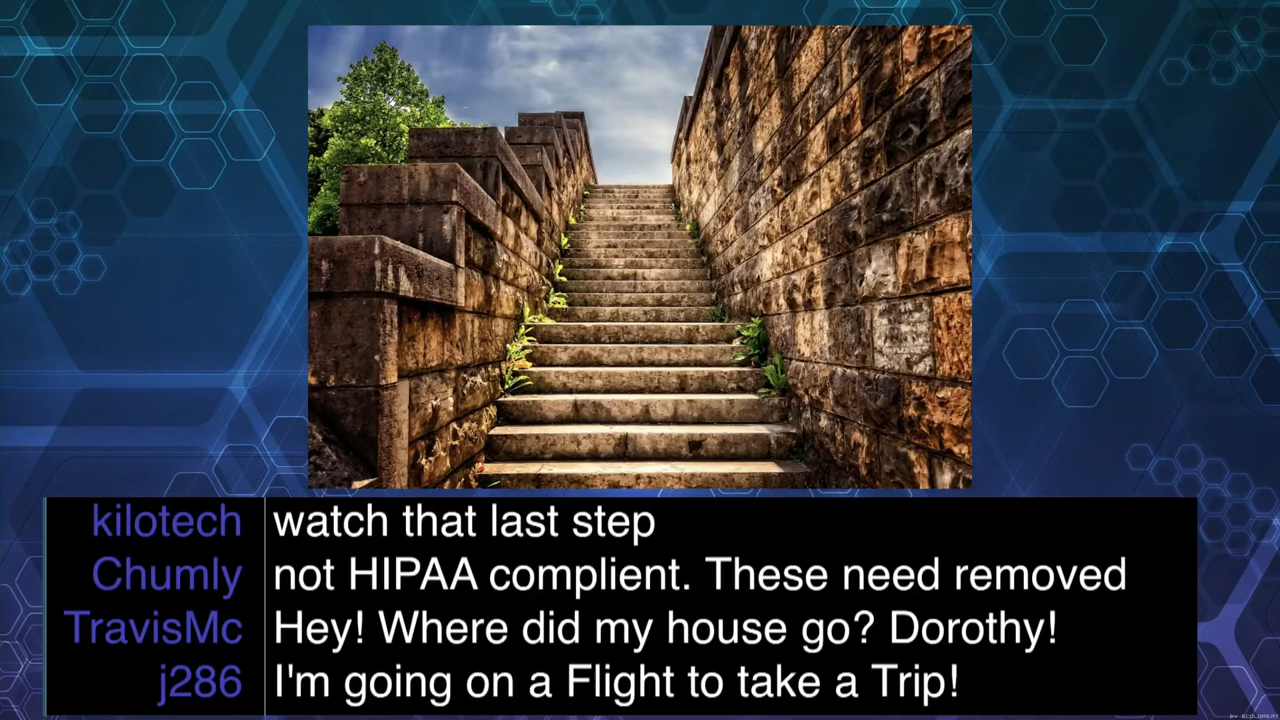 kilotech watch that last step
Chumly not HIPAA complient. These need removed
TravisMc Hey! Where did my house go? Dorothy!
j286 I'm going on a Flight to take a Trip!